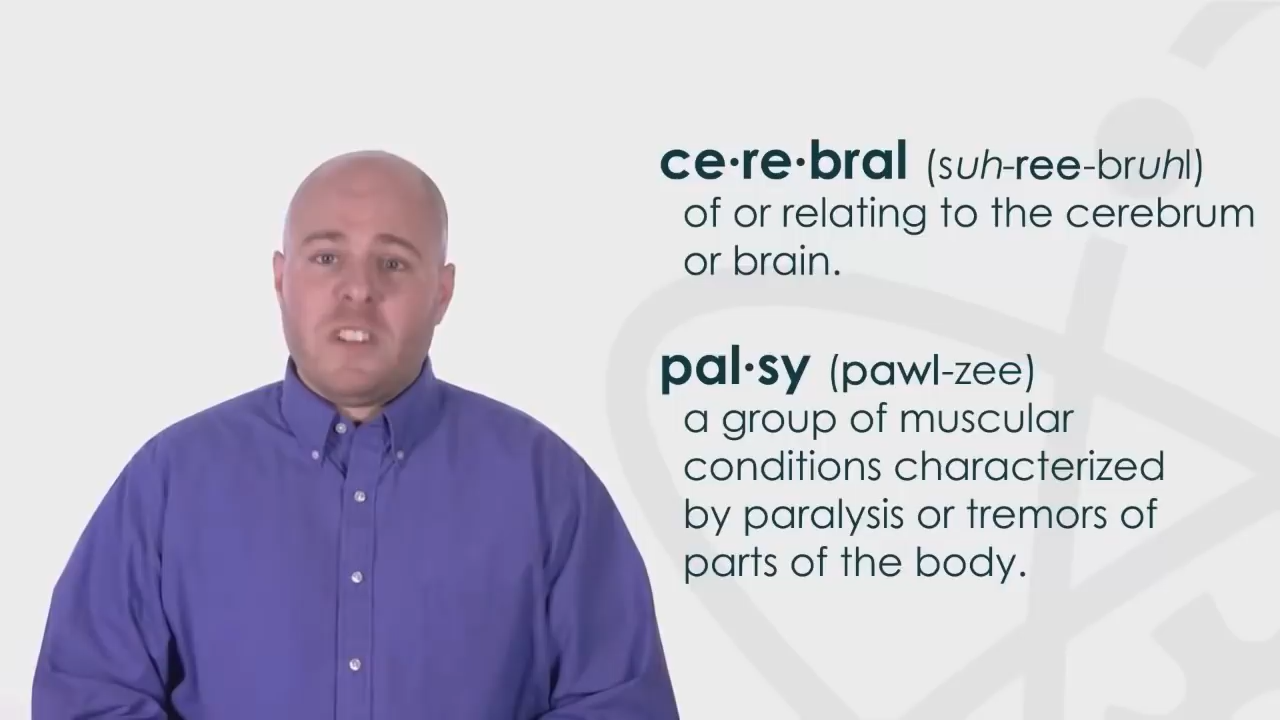 ce·re·bral (suh-ree-bruhl)
of or relating to the cerebrum
or brain.
pal·sy (pawl-zee)
a group of muscular
conditions characterized
by paralysis or tremors of
parts of the body.